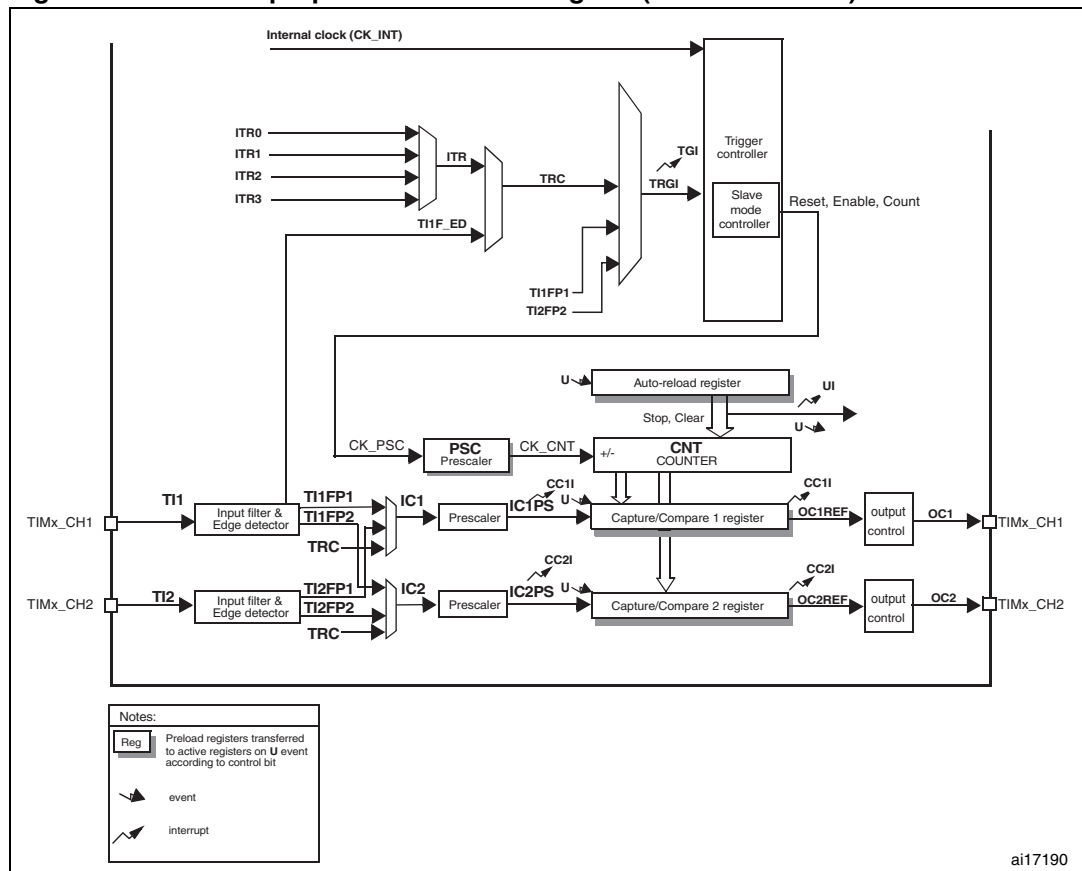 Internal clock (CK_INT)
ITR0
ITR1
ITR2
ITR3
ITR
TI1F_ED
TRC
TI1FP1
TI2FP2
TGI
TRGI
Trigger
controller
Slave
mode
controller
Reset, Enable, Count
U
Auto-reload register
UI
Stop, Clear
U
CK_PSC
PSC
Prescaler
CK_CNT
+/-
CNT
COUNTER
TIMx_CH1
TI1
Input filter &
Edge detector
TI1FP1
TI1FP2
TRC
IC1
Prescaler
IC1PS
CC1I
U
Capture/Compare 1 register
CC1I
OC1REF
output
control
OC1
TIMx_CH1
TIMx_CH2
TI2
Input filter &
Edge detector
TI2FP1
TI2FP2
TRC
IC2
Prescaler
IC2PS
CC2I
U
Capture/Compare 2 register
CC2I
OC2REF
output
control
OC2
TIMx_CH2
Notes:
Reg
Preload registers transferred
to active registers on U event
according to control bit
event
interrupt
ai17190